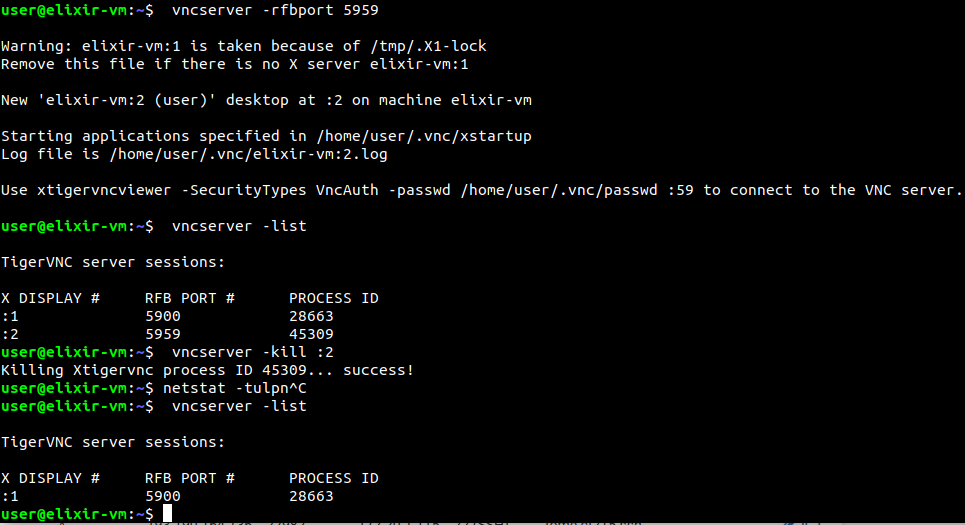 user@elixir-vm:~$  vncserver -rfbport 5959
Warning: elixir-vm:1 is taken because of /tmp/.X1-lock
Remove this file if there is no X server elixir-vm:1
New 'elixir-vm:2 (user)' desktop at :2 on machine elixir-vm
Starting applications specified in /home/user/.vnc/xstartup
Log file is /home/user/.vnc/elixir-vm:2.log
Use xtigervncviewer -SecurityTypes VncAuth -passwd /home/user/.vnc/passwd :59 to connect to the VNC server.
user@elixir-vm:~$  vncserver -list
TigerVNC server sessions:
X DISPLAY #     RFB PORT #      PROCESS ID
:1              5900            28663
:2              5959            45309
user@elixir-vm:~$  vncserver -kill :2
Killing Xtigervnc process ID 45309... success!
user@elixir-vm:~$ netstat -tulpn^C
user@elixir-vm:~$  vncserver -list
TigerVNC server sessions:
X DISPLAY #     RFB PORT #      PROCESS ID
:1              5900            28663
user@elixir-vm:~$